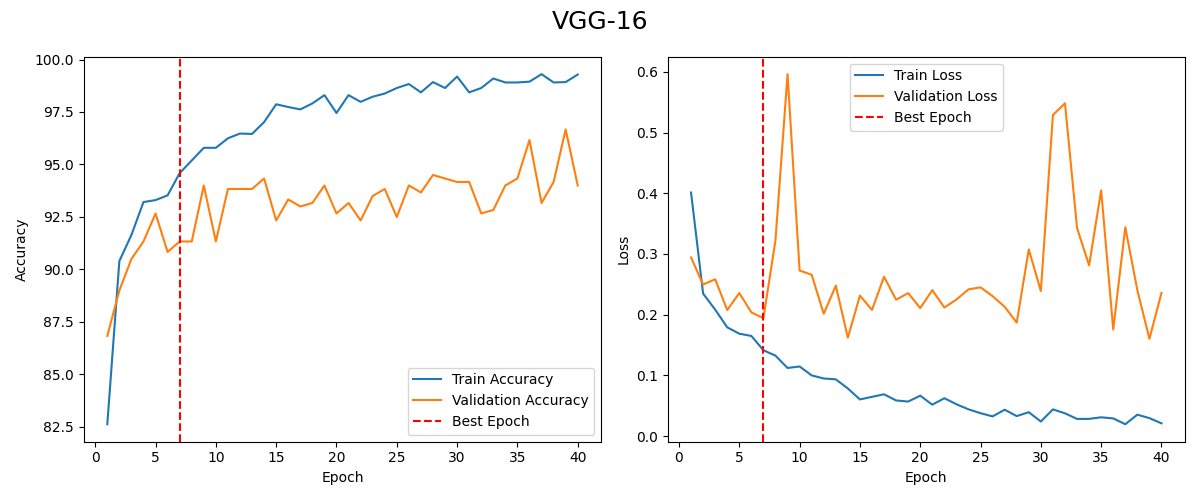 VGG-16
100.0
97.5
95.0
92.5
90.0
87.5
85.0
82.5
Accuracy
0 5 10 15 20 25 30 35 40
Epoch
Train Accuracy
Validation Accuracy
Best Epoch
0.6
0.5
0.4
0.3
0.2
0.1
0.0
Loss
0 5 10 15 20 25 30 35 40
Epoch
Train Loss
Validation Loss
Best Epoch